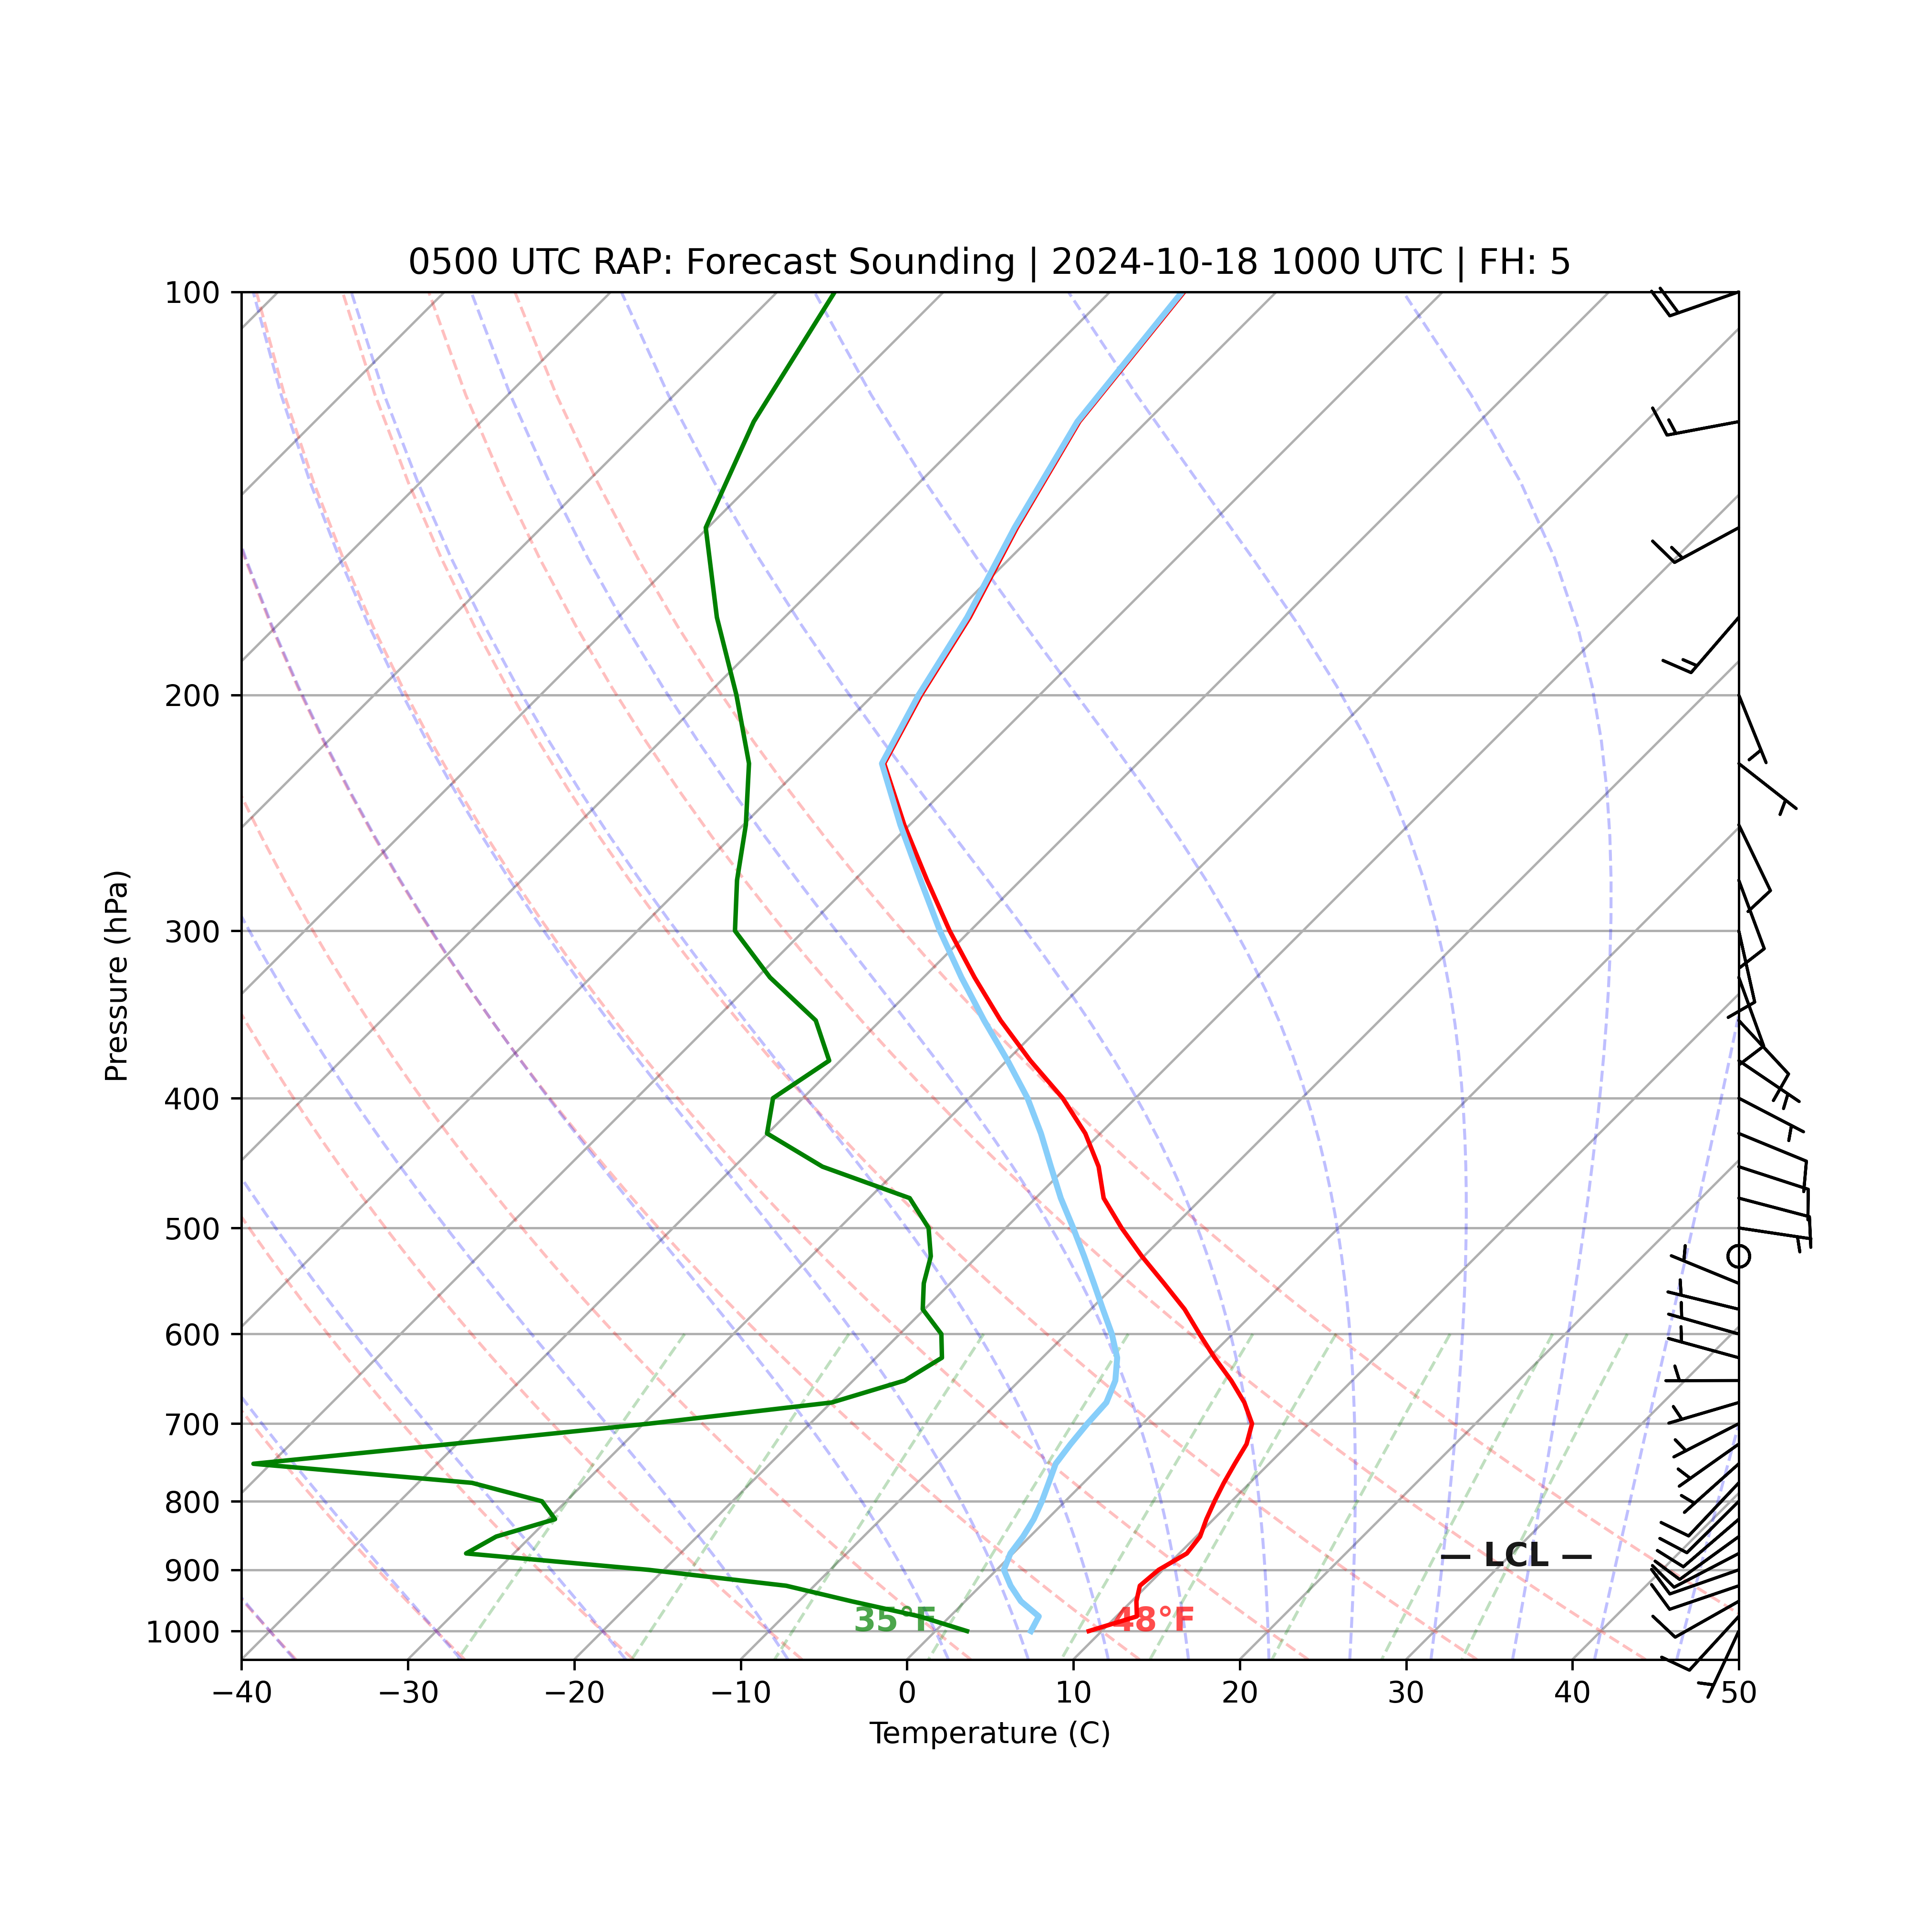 0500 UTC RAP: Forecast Sounding | 2024-10-18 1000 UTC | FH: 5
100
200
300
400
500
600
700
800
900
1000
Pressure (hPa)
— LCL —
35°F
48°F
−40 −30 −20 −10 0 10 20 30 40 50
Temperature (C)